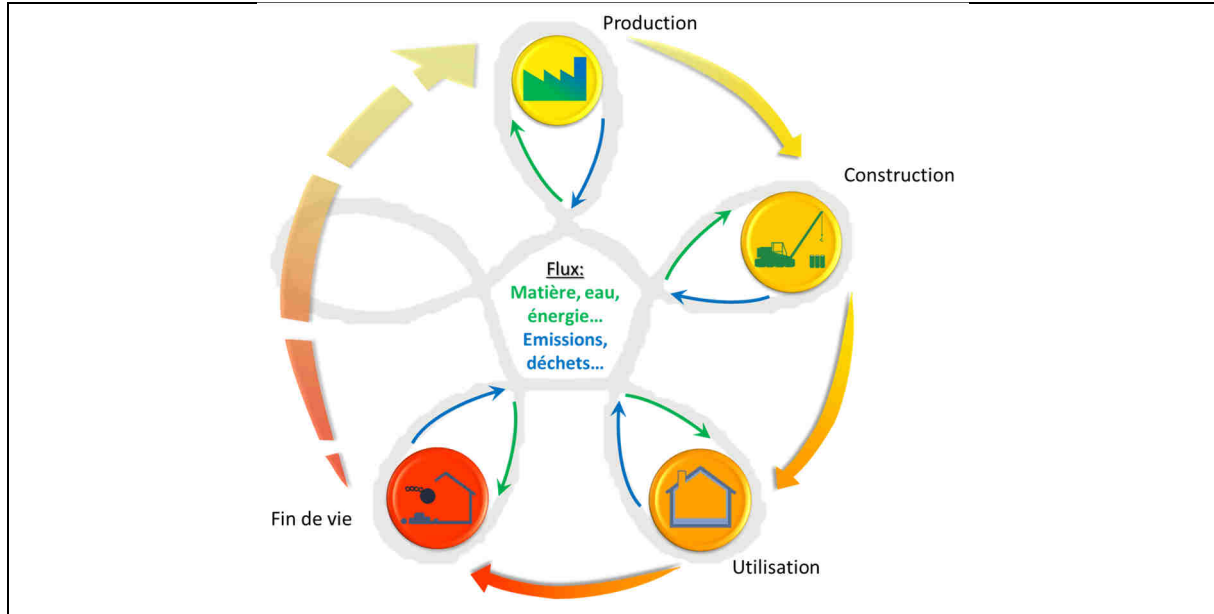 Production
Construction
Flux:
Matière, eau,
énergie…
Emissions,
déchets…
Fin de vie
Utilisation